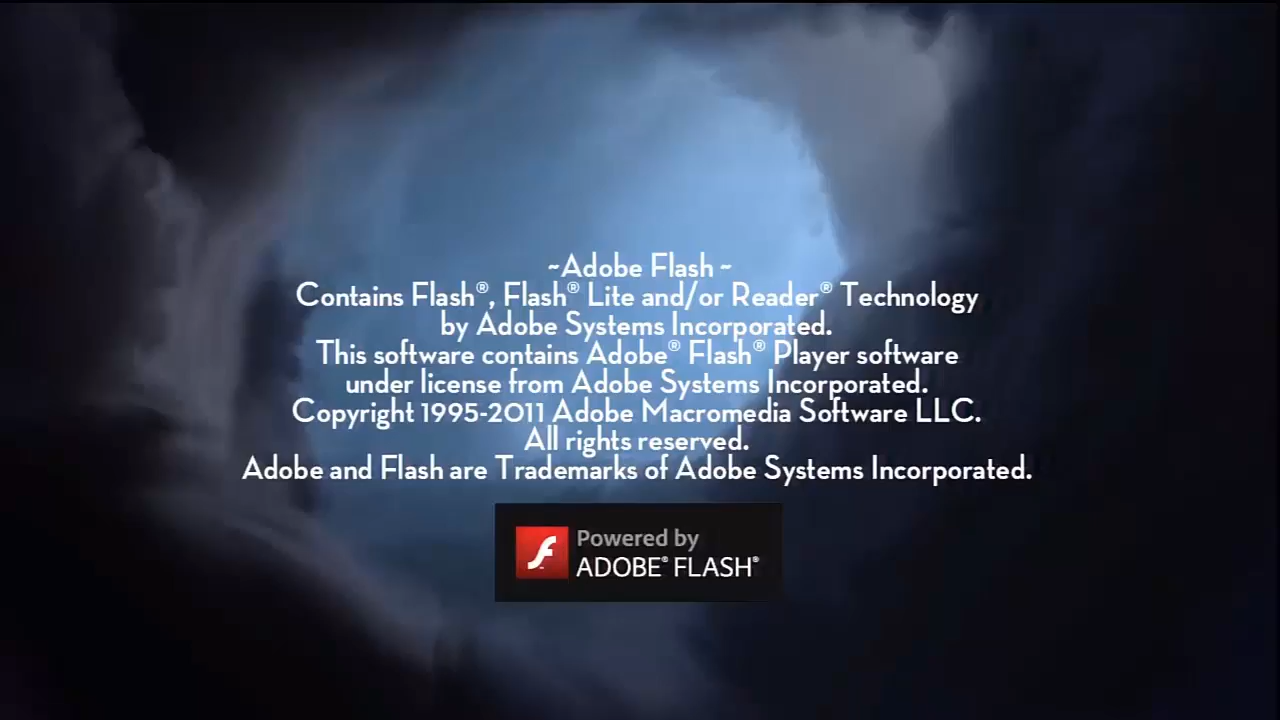 ~Adobe Flash ~
Contains Flash®, Flash® Lite and/or Reader® Technology
by Adobe Systems Incorporated.
This software contains Adobe® Flash® Player software
under license from Adobe Systems Incorporated.
Copyright 1995-2011 Adobe Macromedia Software LLC.
All rights reserved.
Adobe and Flash are Trademarks of Adobe Systems Incorporated.
Powered by
ADOBE® FLASH®